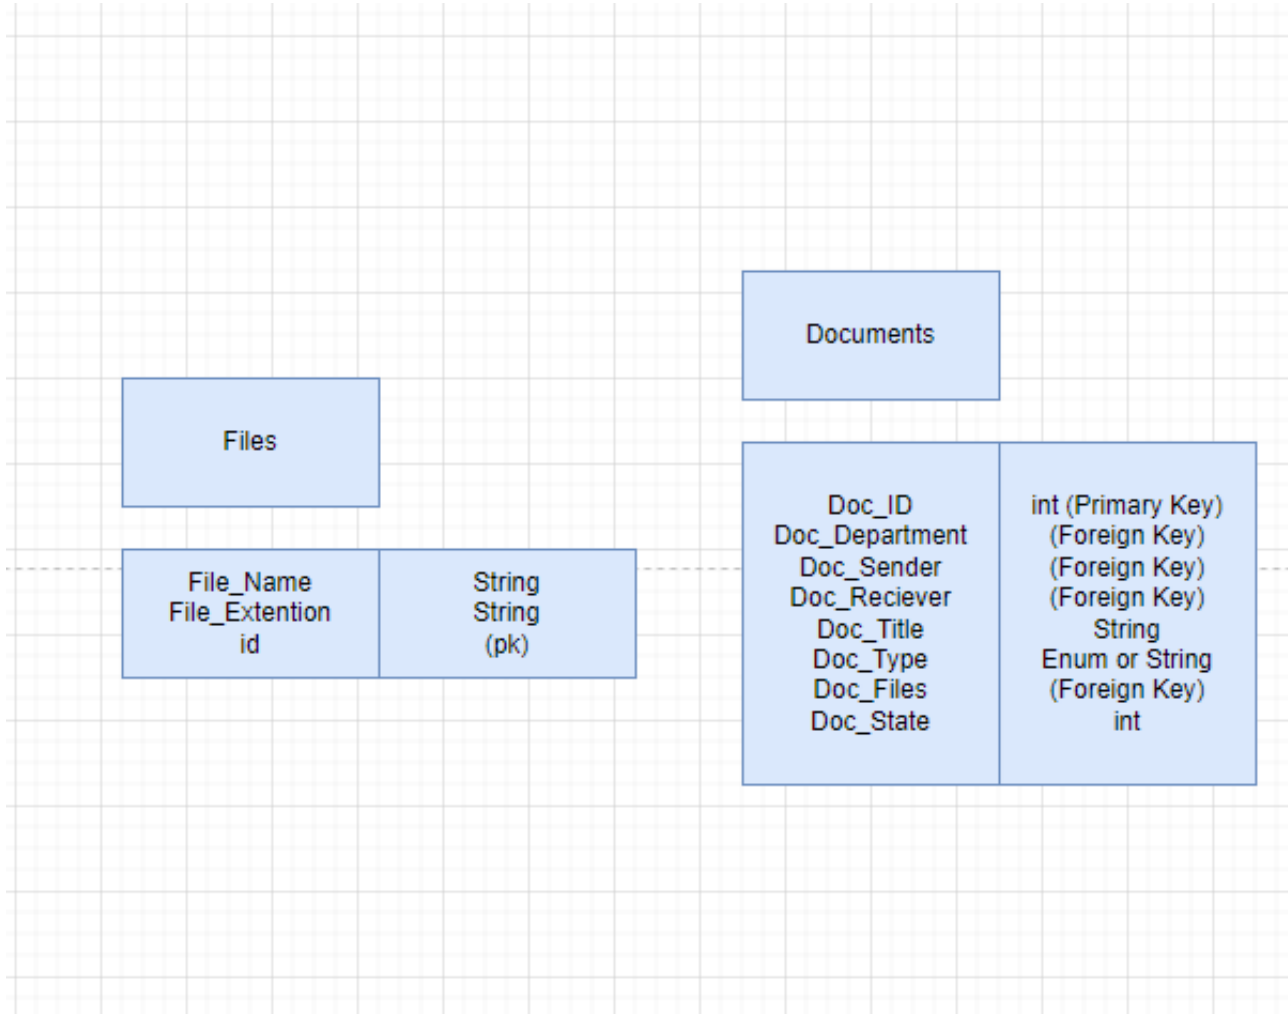 Files
File_Name
File_Extention
id
String
String
(pk)
Documents
Doc_ID
Doc_Department
Doc_Sender
Doc_Reciever
Doc_Title
Doc_Type
Doc_Files
Doc_State
int (Primary Key)
(Foreign Key)
(Foreign Key)
(Foreign Key)
String
Enum or String
(Foreign Key)
int